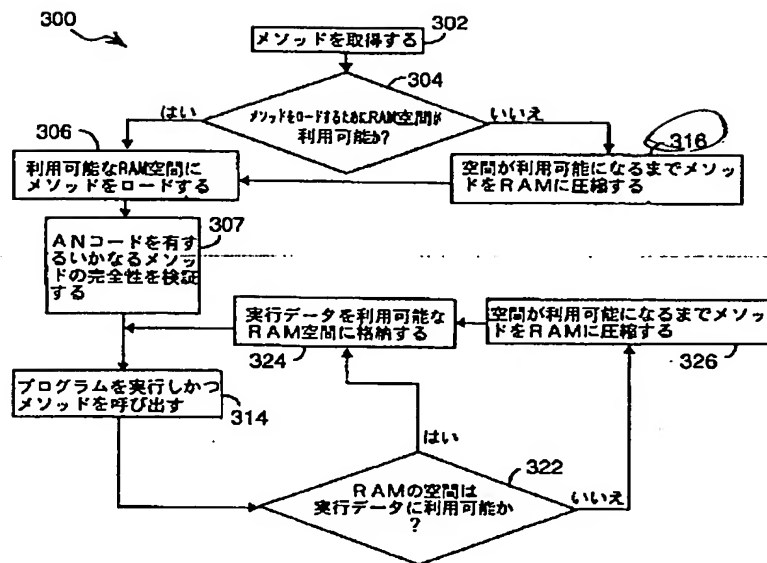 300
メソッドを取得する
302
304
メソッドをロードするためにRAM空間が
利用可能か?
はい
いいえ
306
利用可能なRAM空間に
メソッドをロードする
316
空間が利用可能になるまでメソッ
ドをRAMに圧縮する
307
ANコードを有す
るいかなるメソッ
ドの完全性を検証
する
実行データを利用可能な
RAM空間に格納する
324
空間が利用可能になるまでメソッ
ドをRAMに圧縮する
326
プログラムを実行しかつ
メソッドを呼び出す
314
はい
322
RAMの空間は
実行データに利用可能か
?
いいえ